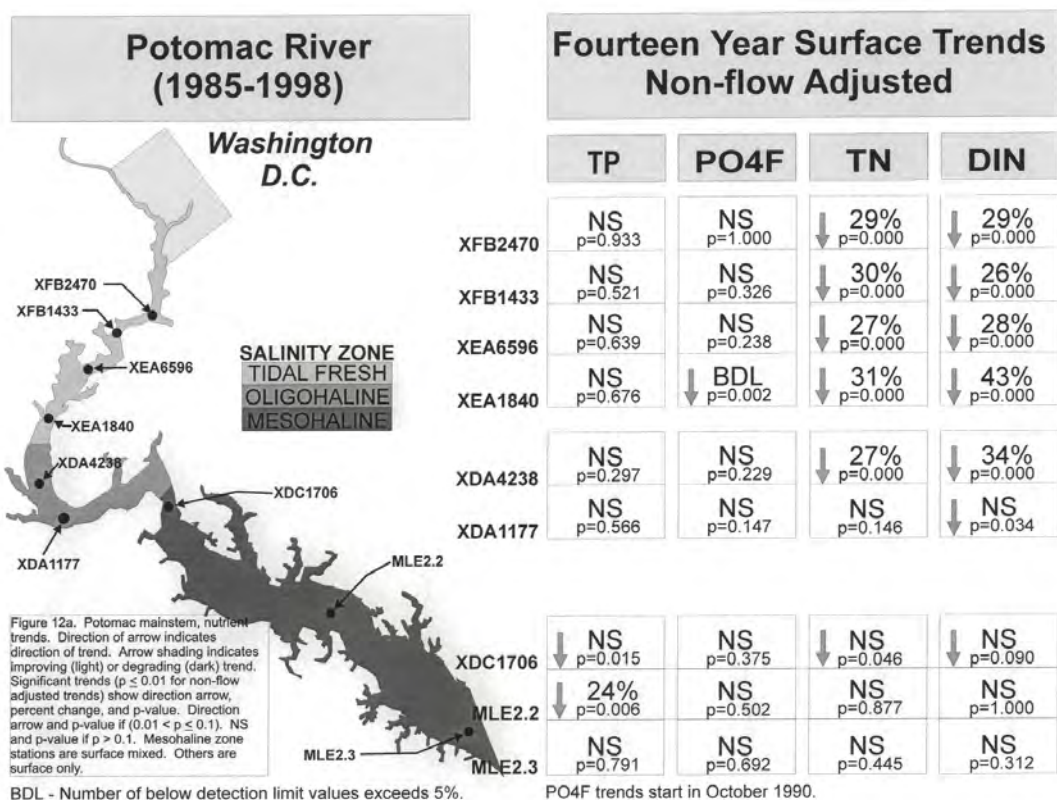 Potomac River
(1985-1998)
Fourteen Year Surface Trends
Non-flow Adjusted
Washington
D.C.
XFB2470
XFB1433
XEA6596
XEA1840
XDA4238
XDA1177
XDC1706
MLE2.2
MLE2.3
SALINITY ZONE
TIDAL FRESH
OLIGOHALINE
MESOHALINE
TP PO4F TN DIN
XFB2470 NS p=0.933 NS p=1.000 29% p=0.000 29% p=0.000
XFB1433 NS p=0.521 NS p=0.326 30% p=0.000 26% p=0.000
XEA6596 NS p=0.639 NS p=0.238 27% p=0.000 28% p=0.000
XEA1840 NS p=0.676 BDL p=0.002 31% p=0.000 43% p=0.000
XDA4238 NS p=0.297 NS p=0.229 27% p=0.000 34% p=0.000
XDA1177 NS p=0.566 NS p=0.147 NS p=0.146 NS p=0.034
XDC1706 NS p=0.015 NS p=0.375 NS p=0.046 NS p=0.090
MLE2.2 24% p=0.006 NS p=0.502 NS p=0.877 NS p=1.000
MLE2.3 NS p=0.791 NS p=0.692 NS p=0.445 NS p=0.312
Figure 12a. Potomac mainstem, nutrient
trends. Direction of arrow indicates
direction of trend. Arrow shading indicates
improving (light) or degrading (dark) trend.
Significant trends (p ≤ 0.01 for non-flow
adjusted trends) show direction arrow,
percent change, and p-value. Direction
arrow and p-value if (0.01 < p ≤ 0.1). NS
and p-value if p > 0.1. Mesohaline zone
stations are surface mixed. Others are
surface only.
BDL - Number of below detection limit values exceeds 5%.
PO4F trends start in October 1990.